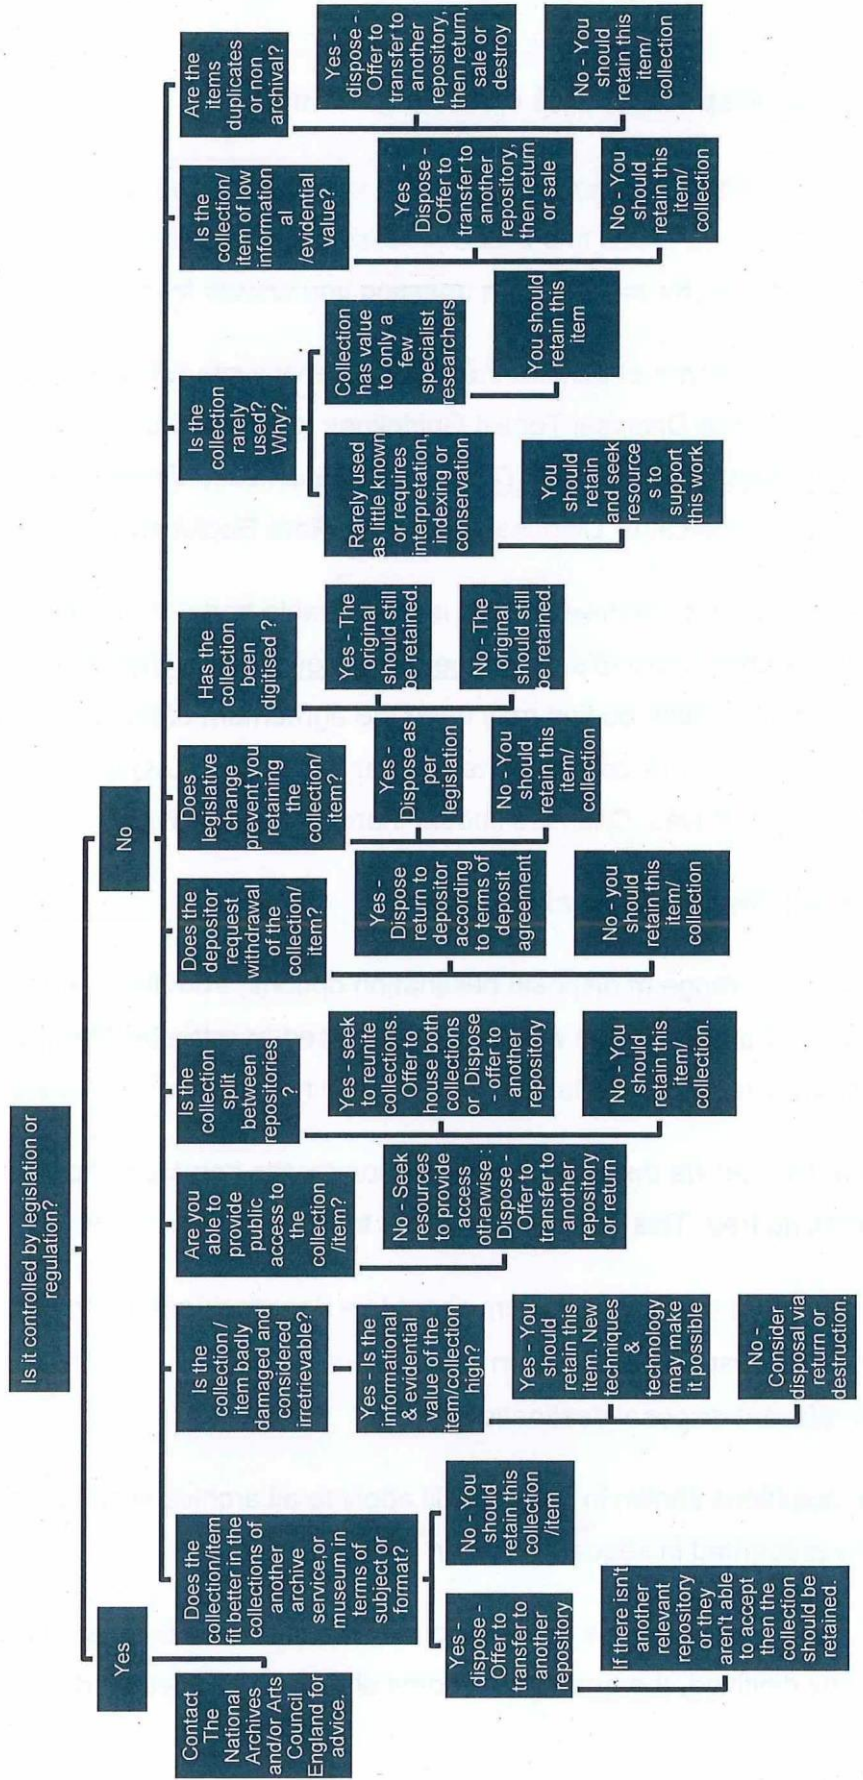 Is it controlled by legislation or
regulation?
Yes
No
Contact
The
National
Archives
and/or Arts
Council
England for
advice.
Does the
collection/item
fit better in the
collections of
another
archive
service,or
museum in
terms of
subject or
format?
Yes-
dispose -
Offer to
transfer to
another
repository
If there isn't
another
relevant
repository
or they
aren't able
to accept
then the
collection
should be
retained.
No - You
should
retain this
collection
/item
Is the
collection /
item badly
damaged and
considered
irretrievable?
Yes - Is the
informational
& evidential
value of the
item/collection
high?
Yes - You
should
retain this
item. New
techniques
&
technology
may make
it possible
No -
Consider
disposal via
return or
destruction.
Are you
able to
provide
public
access to
the
collection
/item?
No -Seek
resources
to provide
access
otherwise :
Dispose -
Offer to
transfer to
another
repository
or return
Is the
collection
split
between
repositories
?
Yes - seek
to reunite
collections.
Offer to
house both
collections
or Dispose
- offer to
another
repository
No - You
should
retain this
item/
collection.
Does the
depositor
request
withdrawal
of the
collection/
item?
Yes -
Dispose
return to
depositor
according
to terms of
deposit
agreement
No - you
should
retain this
item/
collection
Does
legislative
change
prevent you
retaining
the
collection/
item?
Yes -
Dispose as
per
legislation
No - You
should
retain this
item/
collection
Has the
collection
been
digitised ?
Yes - The
original
should still
be retained.
No - The
original
should still
be retained.
Is the
collection
rarely
used?
Why?
Rarely used
as little known
or requires
interpretation,
indexing or
conservation
You
should
retain
and seek
resource
s to
support
this work.
Collection
has value
to only a
few
specialist
researchers
You should
retain this
item
Is the
collection/
item of low
information
al
/evidential
value?
Yes -
Dispose -
Offer to
transfer to
another
repository,
then return
or sale
No - You
should
retain this
item/
collection
Are the
items
duplicates
or non
archival?
Yes -
dispose -
Offer to
transfer to
another
repository,
then return,
sale or
destroy
No - You
should
retain this
item/
collection